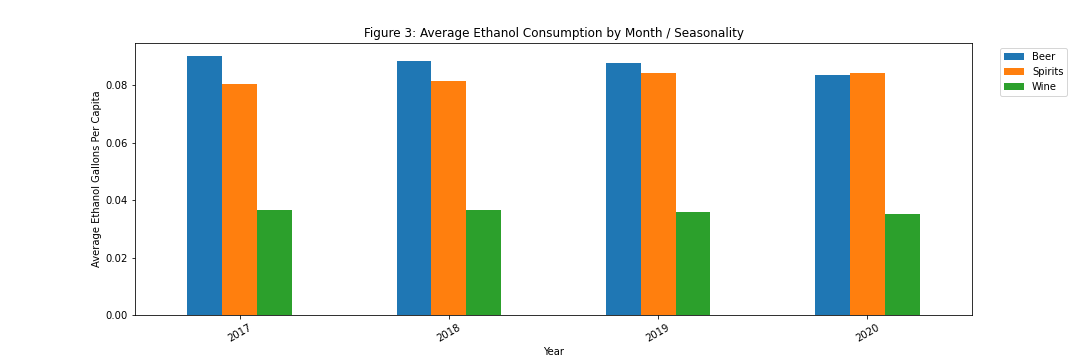 Figure 3: Average Ethanol Consumption by Month / Seasonality
Beer
Spirits
Wine
Average Ethanol Gallons Per Capita
0.08
0.06
0.04
0.02
0.00
2017
2018
2019
2020
Year